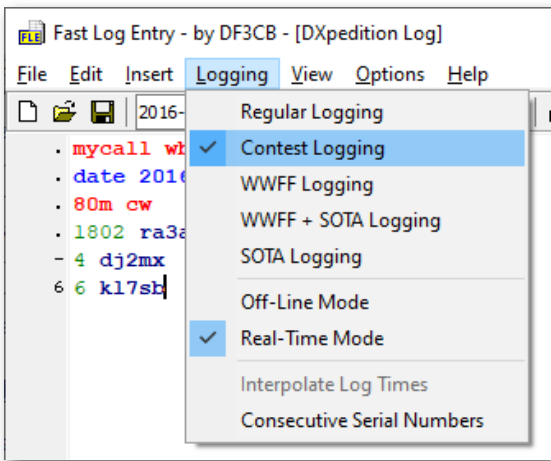 FLE Fast Log Entry - by DF3CB - [DXpedition Log]
File Edit Insert Logging View Options Help
2016-
Regular Logging
Contest Logging
WWFF Logging
WWFF + SOTA Logging
SOTA Logging
Off-Line Mode
Real-Time Mode
Interpolate Log Times
Consecutive Serial Numbers
. mycall
. date 2016
. 80m cw
. 1802 ra3a
- 4 dj2mx
6 6 kl7sb